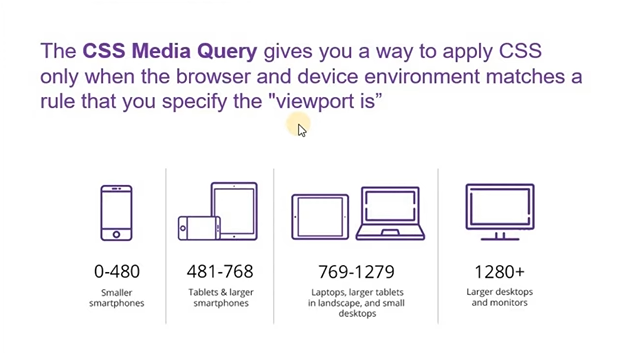 The CSS Media Query gives you a way to apply CSS
only when the browser and device environment matches a
rule that you specify the "viewport is”
0-480
Smaller
smartphones
481-768
Tablets & larger
smartphones
769-1279
Laptops, larger tablets
in landscape, and small
desktops
1280+
Larger desktops
and monitors